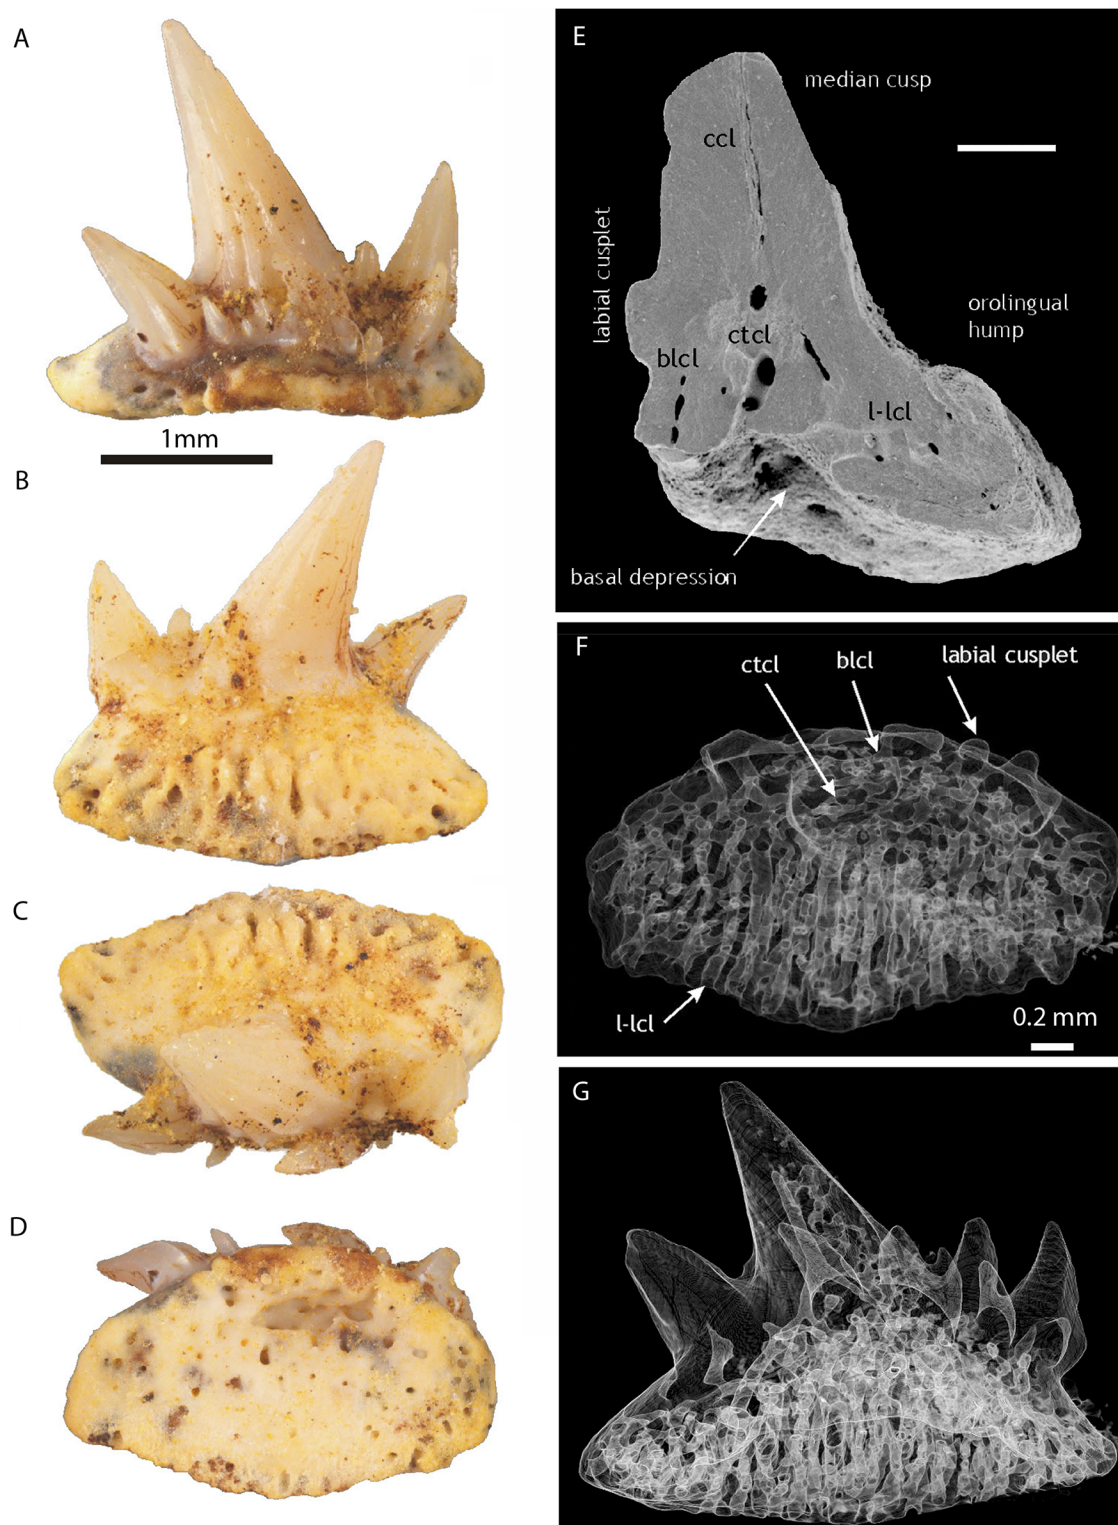 A
1mm
B
C
D
E
median cusp
ccl
labial cusplet
orolingual
hump
ctcl
blcl
l-lcl
basal depression
F
ctcl
blcl
labial cusplet
l-lcl
0.2 mm
G